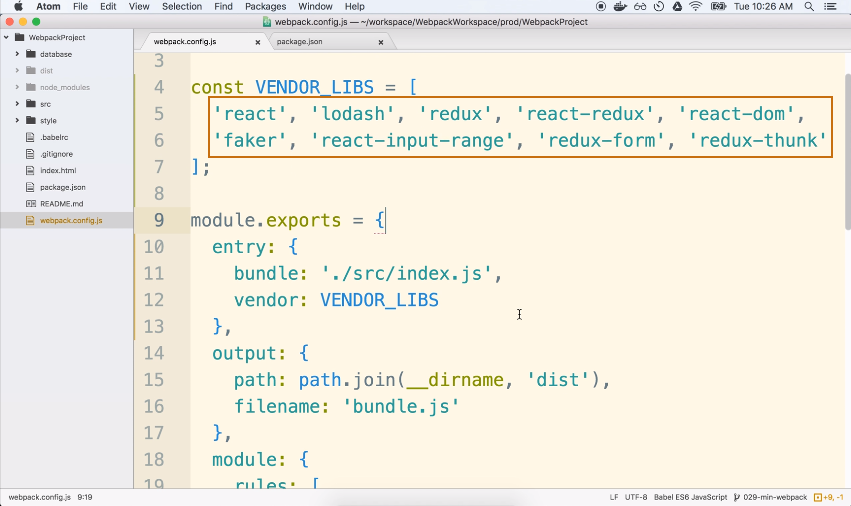 Atom File Edit View Selection Find Packages Window Help Tue 10:26 AM
webpack.config.js — ~/workspace/WebpackWorkspace/prod/WebpackProject
WebpackProject
database
dist
node_modules
src
style
.babelrc
.gitignore
index.html
package.json
README.md
webpack.config.js
webpack.config.js package.json
3
4 const VENDOR_LIBS = [
5 'react', 'lodash', 'redux', 'react-redux', 'react-dom',
6 'faker', 'react-input-range', 'redux-form', 'redux-thunk'
7 ];
8
9 module.exports = {
10 entry: {
11 bundle: './src/index.js',
12 vendor: VENDOR_LIBS
13 },
14 output: {
15 path: path.join(__dirname, 'dist'),
16 filename: 'bundle.js'
17 },
18 module: {
19 rules: [
webpack.config.js 9:19 LF UTF-8 Babel ES6 JavaScript 029-min-webpack +9, -1